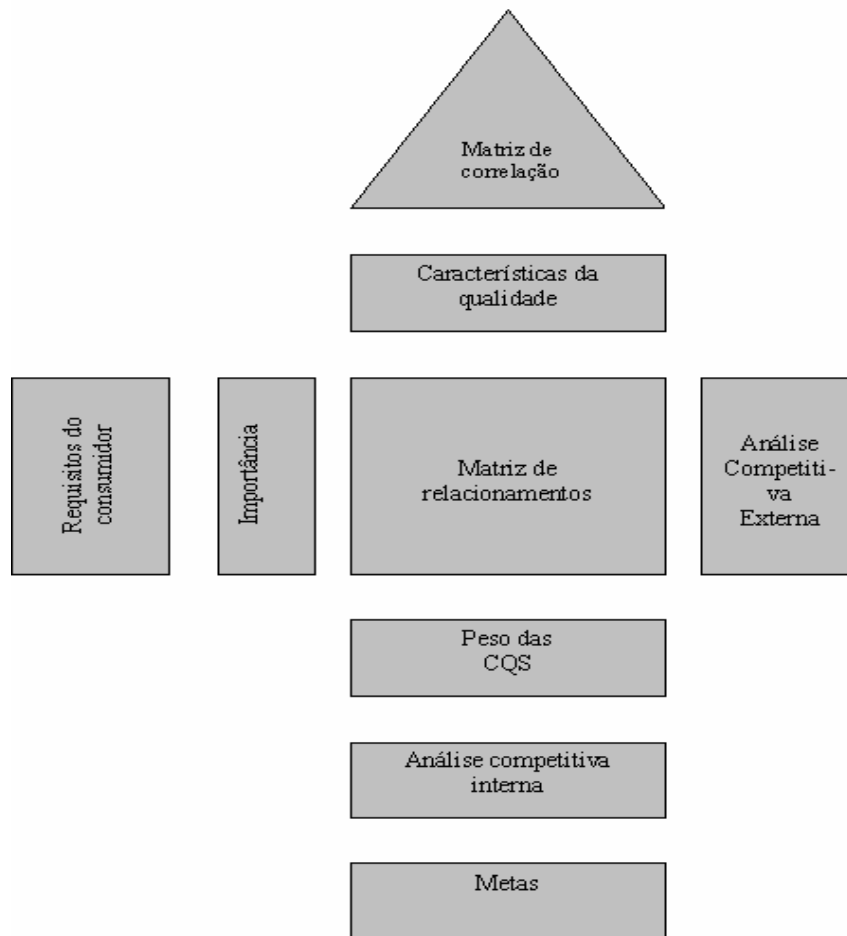 Matriz de
correlação
Características da
qualidade
Requisitos do
consumidor
Importância
Matriz de
relacionamentos
Análise
Competiti-
va
Externa
Peso das
CQS
Análise competitiva
interna
Metas